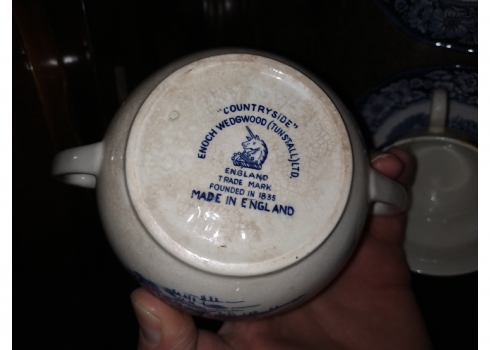 "COUNTRYSIDE"
ENOCH WEDGWOOD (TUNSTALL) LTD.
ENGLAND
TRADE MARK
FOUNDED IN 1835
MADE IN ENGLAND